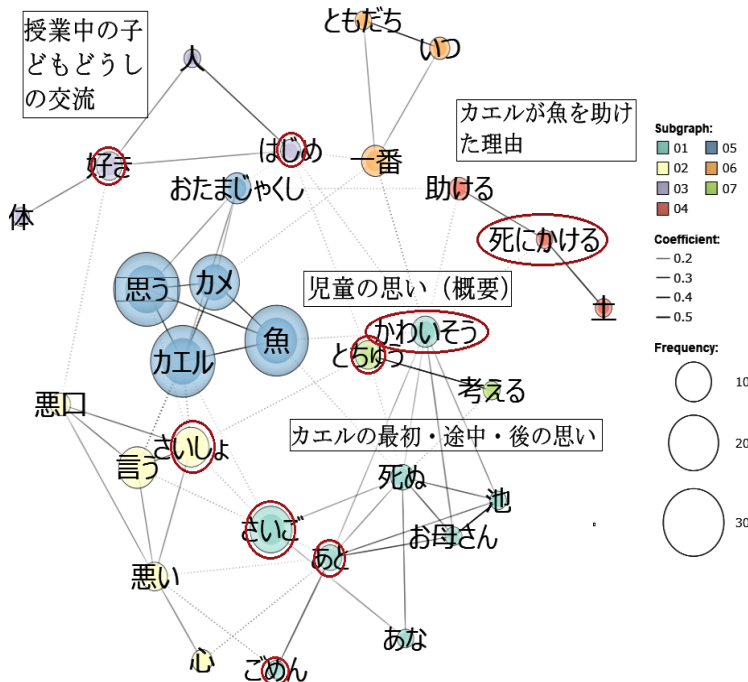 ともだち
いつ
授業中の子
どもどうし
の交流
人
はじめ
一番
カエルが魚を助け
た理由
好き
おたまじゃくし
助ける
体
死にかける
思う
カメ
児童の思い（概要）
土
カエル
魚
かわいそう
とちゅう
考える
悪口
さいしょ
カエルの最初・途中・後の思い
言う
死ぬ
池
さいご
お母さん
あと
悪い
あな
心
ごめん
Subgraph:
01 05
02 06
03 07
04
Coefficient:
0.2
0.3
0.4
0.5
Frequency:
10
20
30